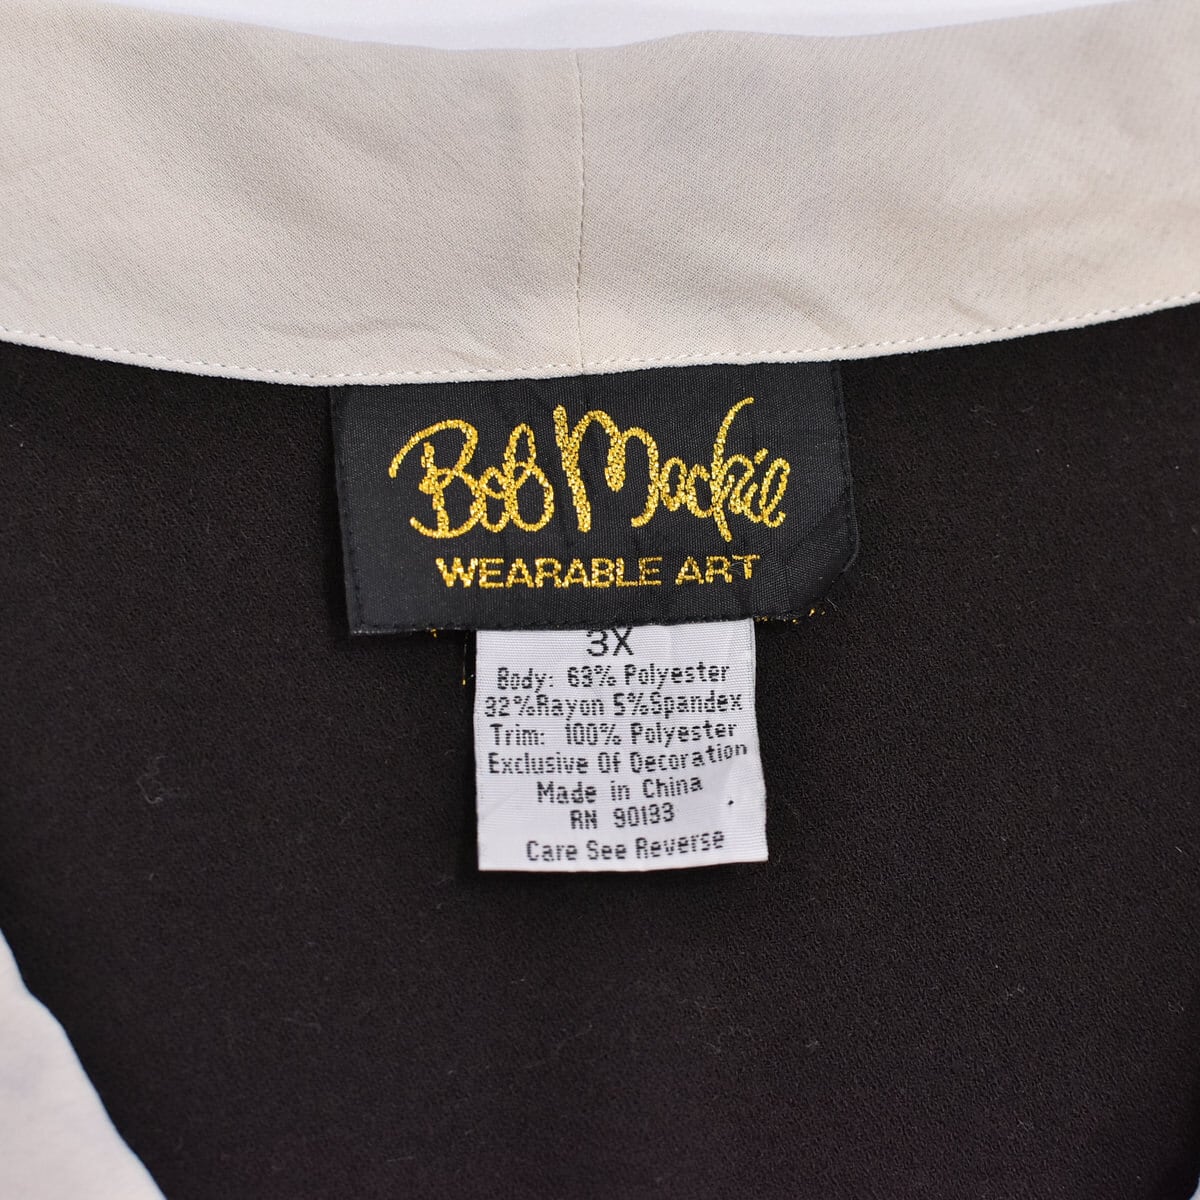 Bob Mackie
WEARABLE ART
3X
Body: 63% Polyester
32%Rayon 5%Spandex
Trim: 100% Polyester
Exclusive Of Decoration
Made in China
RN 90133
Care See Reverse